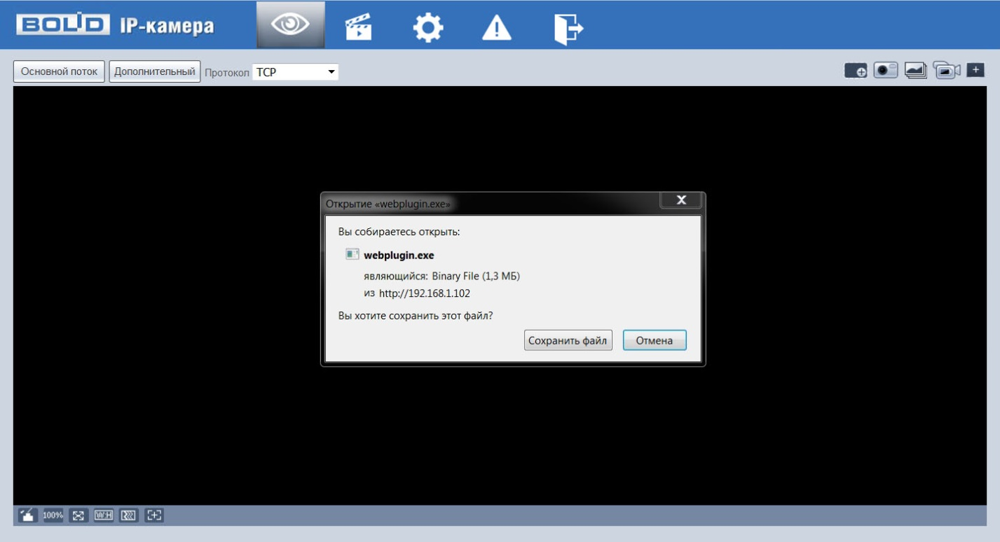 BOLID IP-камера
Основной поток Дополнительный Протокол TCP
Открытие «webplugin.exe»
Вы собираетесь открыть:
webplugin.exe
являющийся: Binary File (1,3 МБ)
из http://192.168.1.102
Вы хотите сохранить этот файл?
Сохранить файл Отмена
100% W:H